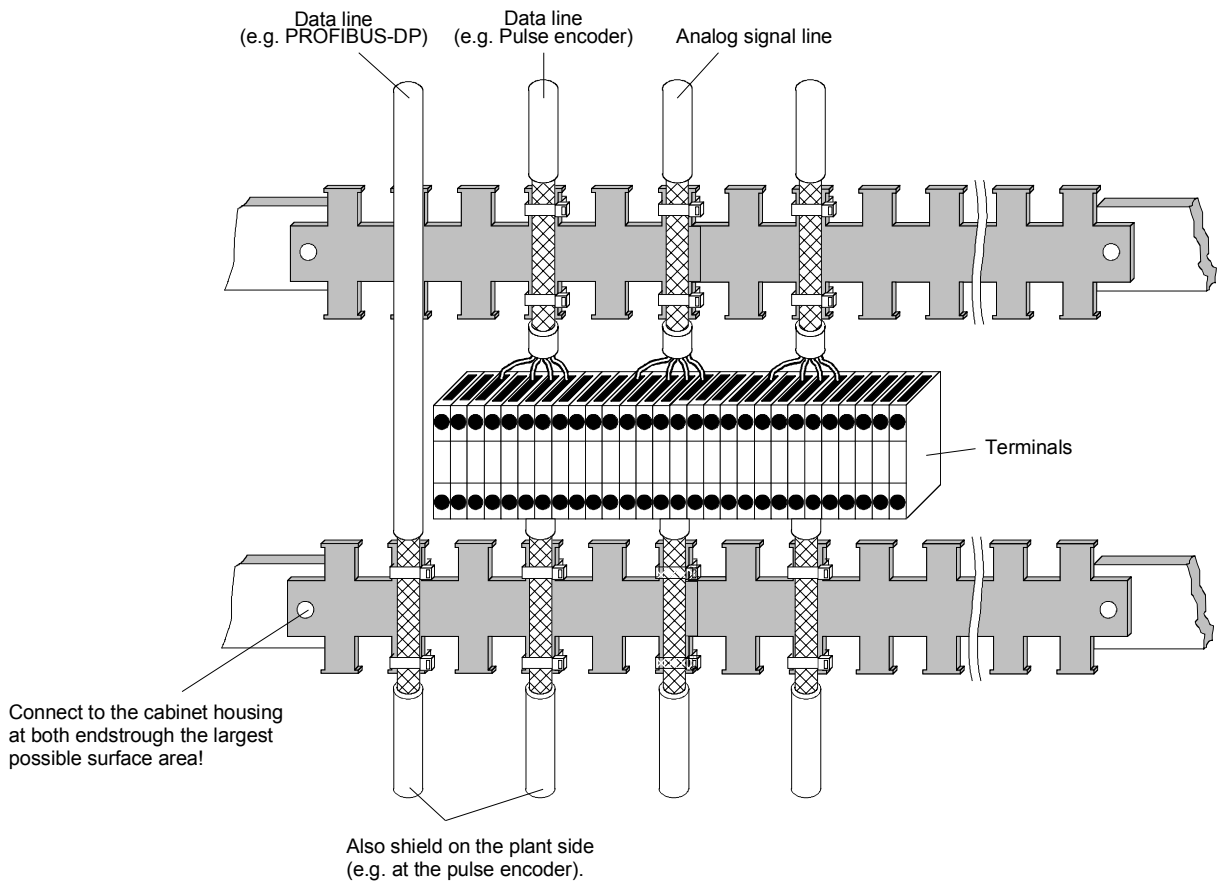 Data line
(e.g. PROFIBUS-DP)
Data line
(e.g. Pulse encoder)
Analog signal line
Terminals
Connect to the cabinet housing
at both endstrough the largest
possible surface area!
Also shield on the plant side
(e.g. at the pulse encoder).